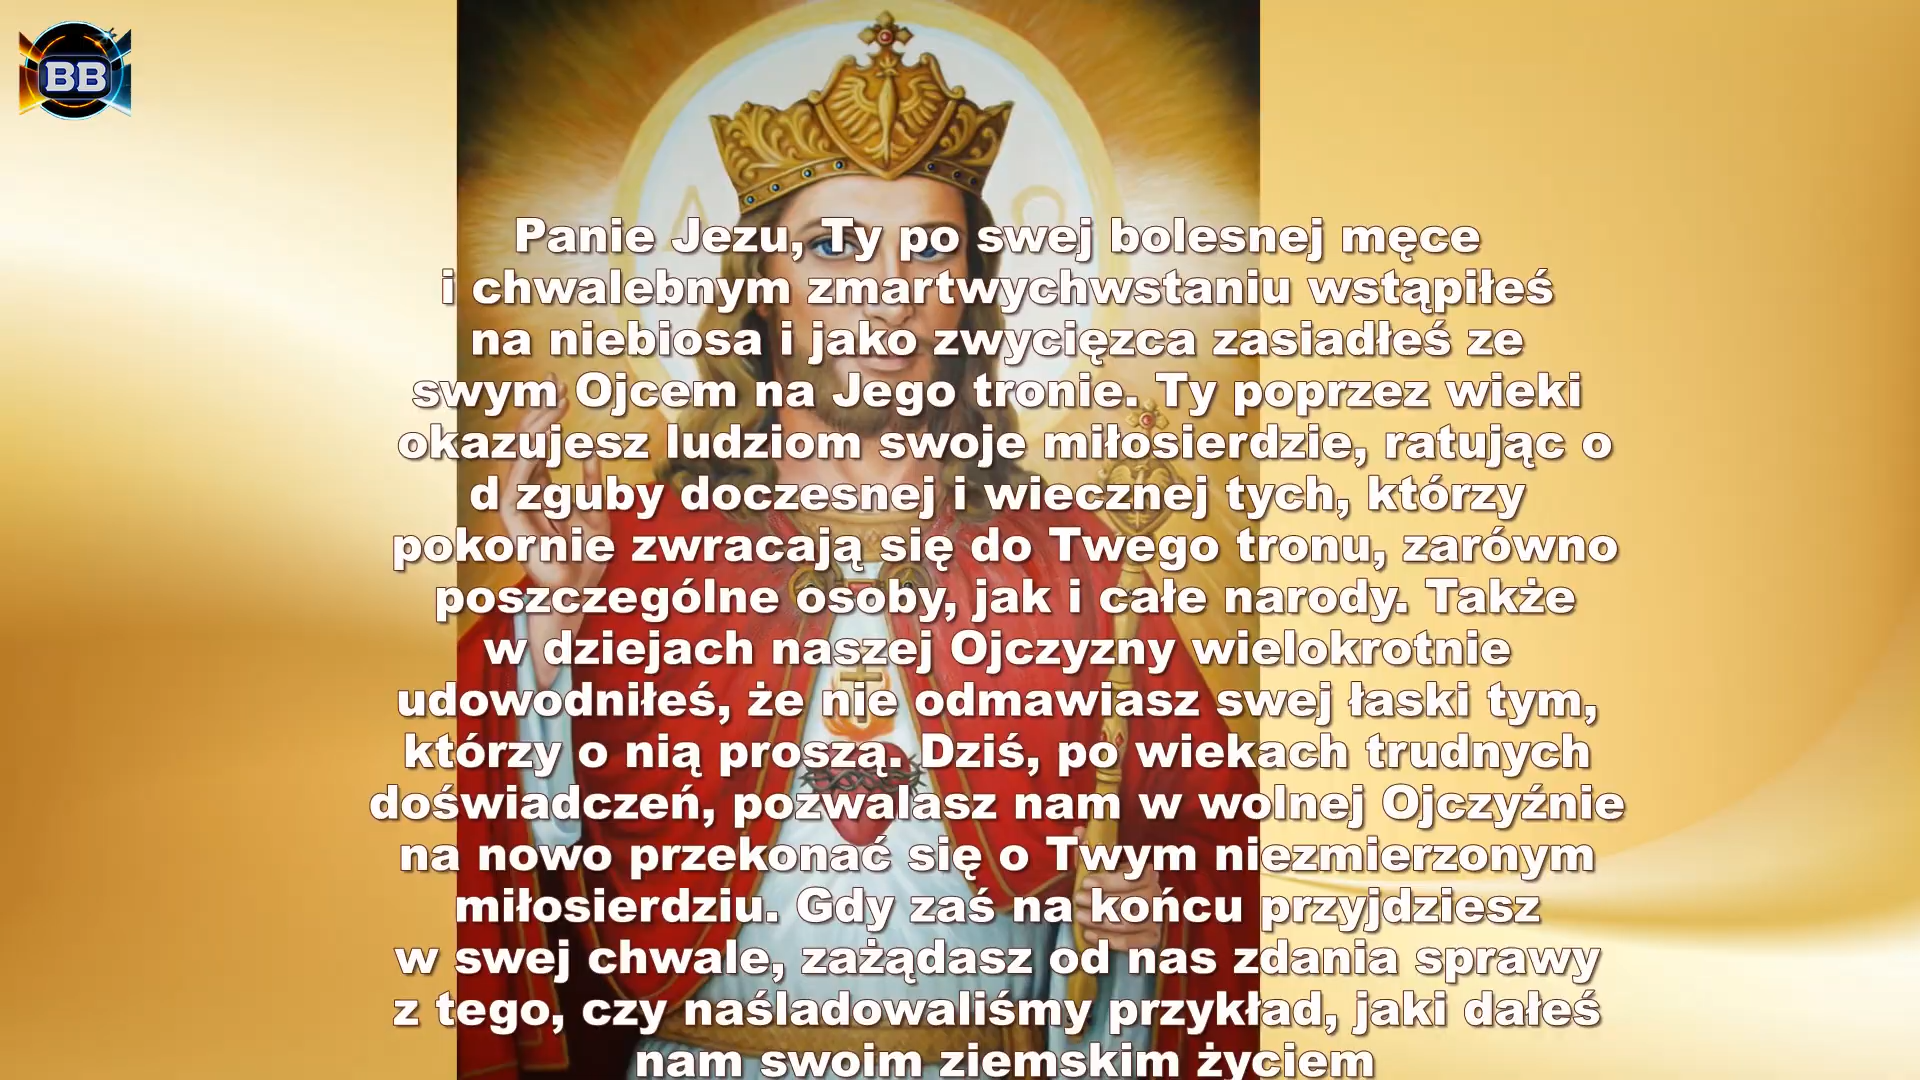 BB
Panie Jezu, Ty po swej bolesnej męce
i chwalebnym zmartwychwstaniu wstąpiłeś
na niebiosa i jako zwycięzca zasiadłeś ze
swym Ojcem na Jego tronie. Ty poprzez wieki
okazujesz ludziom swoje miłosierdzie, ratując o
d zguby doczesnej i wiecznej tych, którzy
pokornie zwracają się do Twego tronu, zarówno
poszczególne osoby, jak i całe narody. Także
w dziejach naszej Ojczyzny wielokrotnie
udowodniłeś, że nie odmawiasz swej łaski tym,
którzy o nią proszą. Dziś, po wiekach trudnych
doświadczeń, pozwalasz nam w wolnej Ojczyźnie
na nowo przekonać się o Twym niezmierzonym
miłosierdziu. Gdy zaś na końcu przyjdziesz
w swej chwale, zażądasz od nas zdania sprawy
z tego, czy naśladowaliśmy przykład, jaki dałeś
nam swoim ziemskim życiem